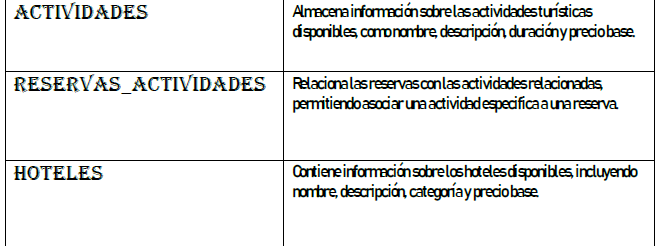 ACTIVIDADES
Almacena información sobre las actividades turísticas
disponibles, como nombre, descripción, duración y precio base.
RESERVAS_ACTIVIDADES
Relaciona las reservas con las actividades relacionadas,
permitiendo asociar una actividad especifica a una reserva.
HOTELES
Contiene información sobre los hoteles disponibles, incluyendo
nombre, descripción, categoría y precio base.